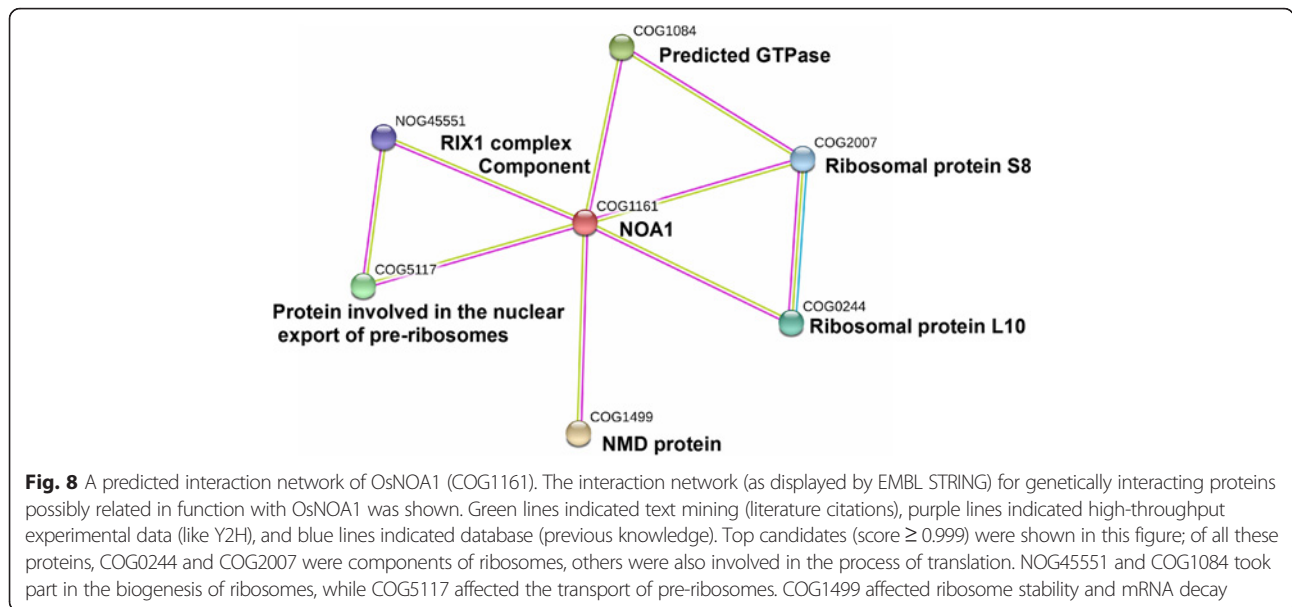 COG1084
Predicted GTPase
NOG45551
RIX1 complex
Component
COG2007
Ribosomal protein S8
COG1161
NOA1
COG5117
Protein involved in the nuclear
export of pre-ribosomes
COG0244
Ribosomal protein L10
COG1499
NMD protein
Fig. 8 A predicted interaction network of OsNOA1 (COG1161). The interaction network (as displayed by EMBL STRING) for genetically interacting proteins
possibly related in function with OsNOA1 was shown. Green lines indicated text mining (literature citations), purple lines indicated high-throughput
experimental data (like Y2H), and blue lines indicated database (previous knowledge). Top candidates (score ≥ 0.999) were shown in this figure; of all these
proteins, COG0244 and COG2007 were components of ribosomes, others were also involved in the process of translation. NOG45551 and COG1084 took
part in the biogenesis of ribosomes, while COG5117 affected the transport of pre-ribosomes. COG1499 affected ribosome stability and mRNA decay